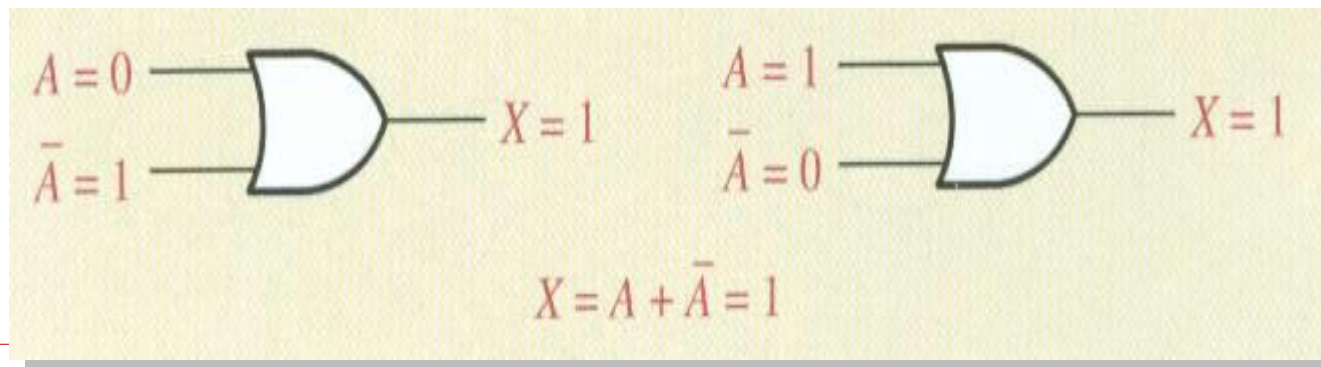 A = 0
X = 1
Ā = 1
A = 1
X = 1
Ā = 0
X = A + Ā = 1